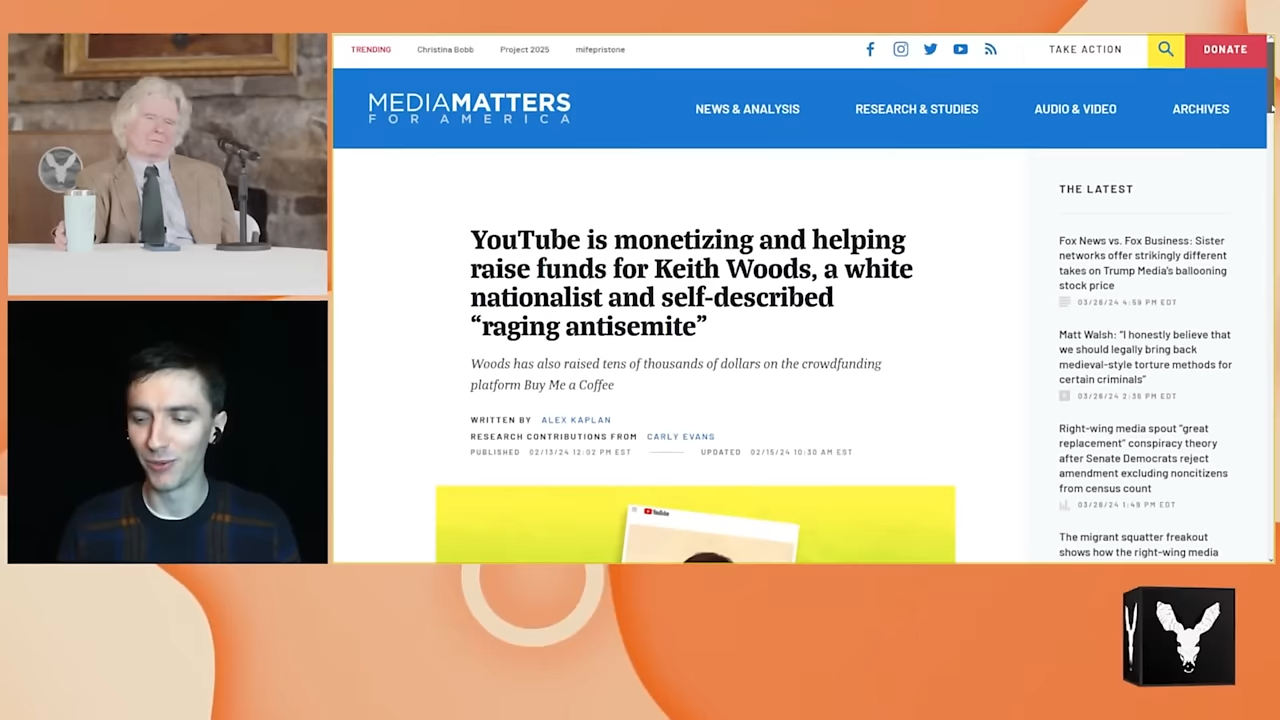 TRENDING
Christina Bobb
Project 2025
mifepristone
TAKE ACTION
DONATE
MEDIAMATTERS
FOR AMERICA
NEWS & ANALYSIS
RESEARCH & STUDIES
AUDIO & VIDEO
ARCHIVES
YouTube is monetizing and helping
raise funds for Keith Woods, a white
nationalist and self-described
“raging antisemite”
Woods has also raised tens of thousands of dollars on the crowdfunding
platform Buy Me a Coffee
WRITTEN BY ALEX KAPLAN
RESEARCH CONTRIBUTIONS FROM CARLY EVANS
PUBLISHED 02/13/24 12:02 PM EST
UPDATED 02/15/24 10:30 AM EST
YouTube
THE LATEST
Fox News vs. Fox Business: Sister
networks offer strikingly different
takes on Trump Media's ballooning
stock price
03/26/24 4:59 PM EDT
Matt Walsh: “I honestly believe that
we should legally bring back
medieval-style torture methods for
certain criminals”
03/26/24 2:36 PM EDT
Right-wing media spout “great
replacement” conspiracy theory
after Senate Democrats reject
amendment excluding noncitizens
from census count
03/26/24 1:49 PM EDT
The migrant squatter freakout
shows how the right-wing media